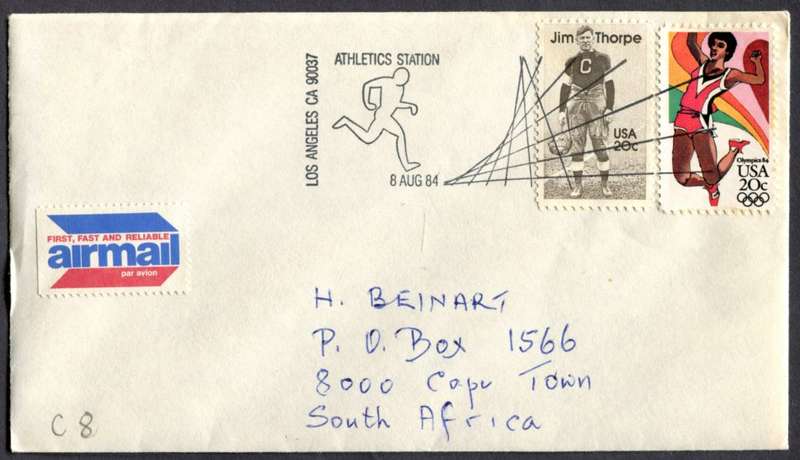 LOS ANGELES CA 90037
ATHLETICS STATION
8 AUG 84
Jim Thorpe
C
USA
20c
Olympics 84
USA
20c
FIRST, FAST AND RELIABLE
airmail
par avion
H. BEINART
P. O. Box 1566
8000 Cape Town
South Africa
C 8